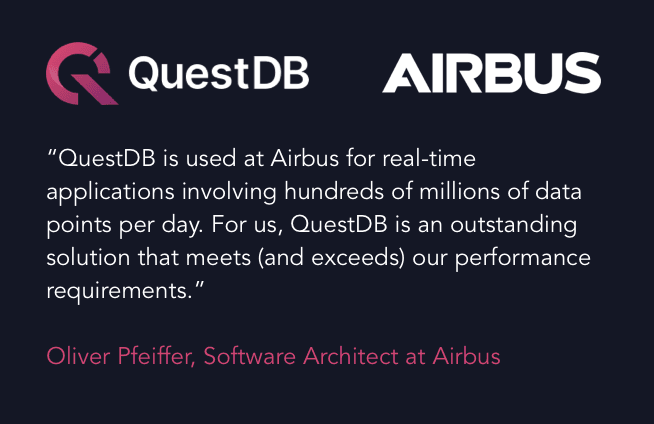 QuestDB
AIRBUS
“QuestDB is used at Airbus for real-time
applications involving hundreds of millions of data
points per day. For us, QuestDB is an outstanding
solution that meets (and exceeds) our performance
requirements.”
Oliver Pfeiffer, Software Architect at Airbus